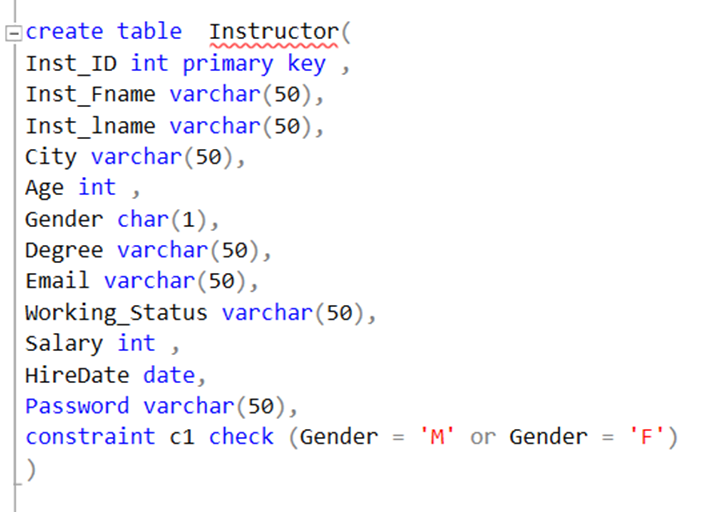 create table  Instructor(
Inst_ID int primary key ,
Inst_Fname varchar(50),
Inst_lname varchar(50),
City varchar(50),
Age int ,
Gender char(1),
Degree varchar(50),
Email varchar(50),
Working_Status varchar(50),
Salary int ,
HireDate date,
Password varchar(50),
constraint c1 check (Gender = 'M' or Gender = 'F')
)